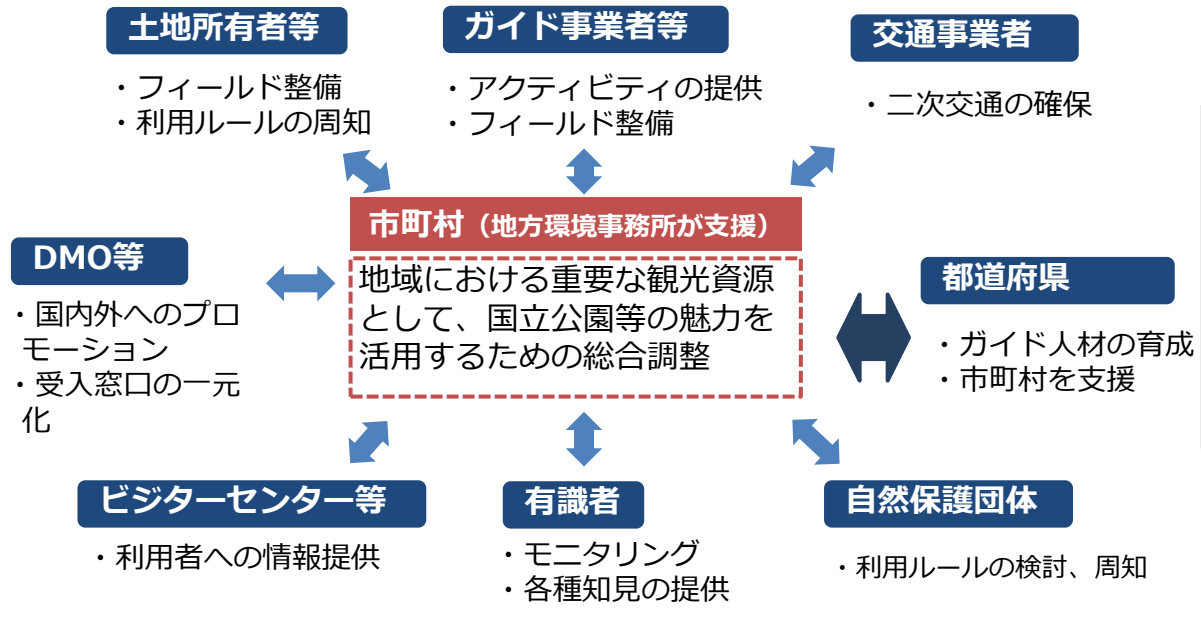 土地所有者等
・フィールド整備
・利用ルールの周知
ガイド事業者等
・アクティビティの提供
・フィールド整備
交通事業者
・二次交通の確保
市町村（地方環境事務所が支援）
地域における重要な観光資源
として、国立公園等の魅力を
活用するための総合調整
DMO等
・国内外へのプロ
モーション
・受入窓口の一元
化
都道府県
・ガイド人材の育成
・市町村を支援
ビジターセンター等
・利用者への情報提供
有識者
・モニタリング
・各種知見の提供
自然保護団体
・利用ルールの検討、周知